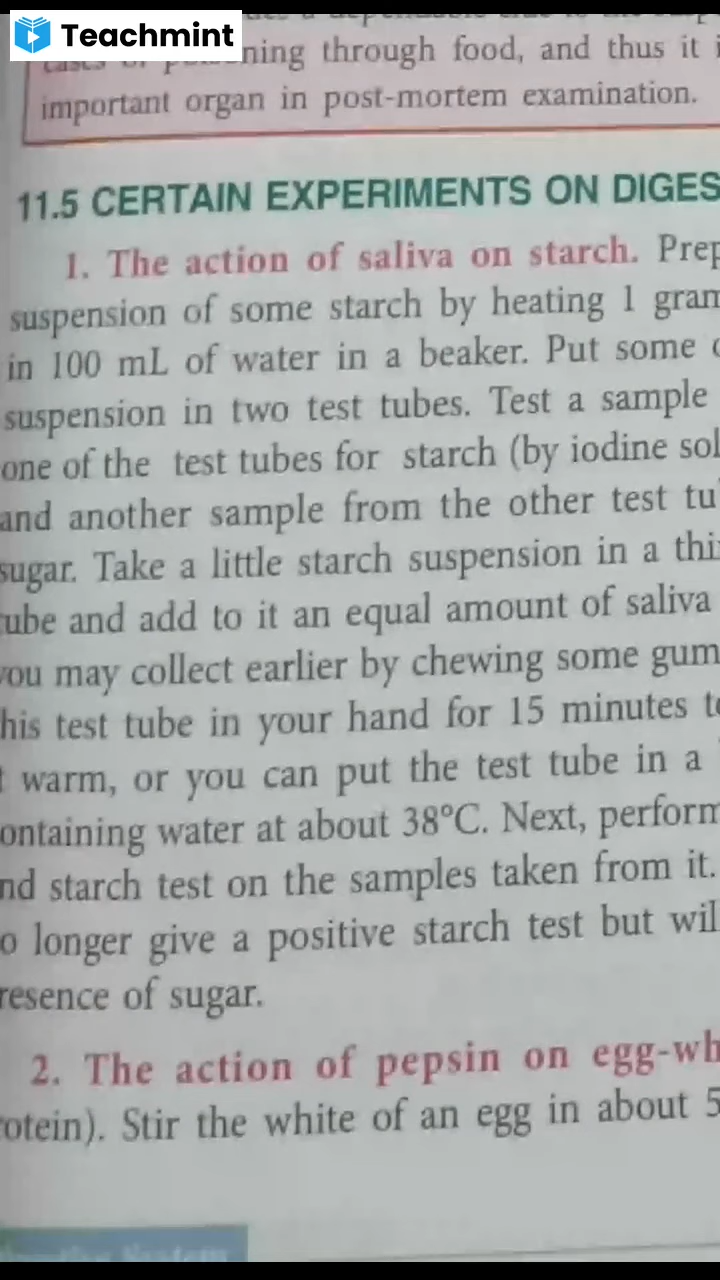 Teachmint
ning through food, and thus it i
important organ in post-mortem examination.
11.5 CERTAIN EXPERIMENTS ON DIGES
1. The action of saliva on starch. Prep
suspension of some starch by heating 1 gram
in 100 mL of water in a beaker. Put some
suspension in two test tubes. Test a sample
one of the test tubes for starch (by iodine sol
and another sample from the other test tu
sugar. Take a little starch suspension in a thi
ube and add to it an equal amount of saliva
you may collect earlier by chewing some gum
his test tube in your hand for 15 minutes to
t warm, or you can put the test tube in a
ontaining water at about 38°C. Next, perform
nd starch test on the samples taken from it.
o longer give a positive starch test but wil
resence of sugar.
2. The action of pepsin on egg-wh
otein). Stir the white of an egg in about 5
System